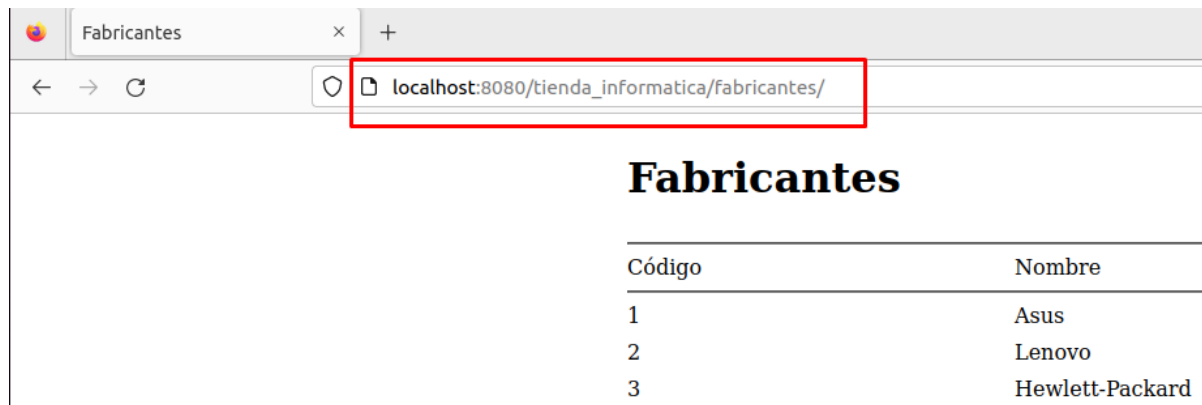 Fabricantes
localhost:8080/tienda_informatica/fabricantes/
Fabricantes
Código Nombre
1 Asus
2 Lenovo
3 Hewlett-Packard